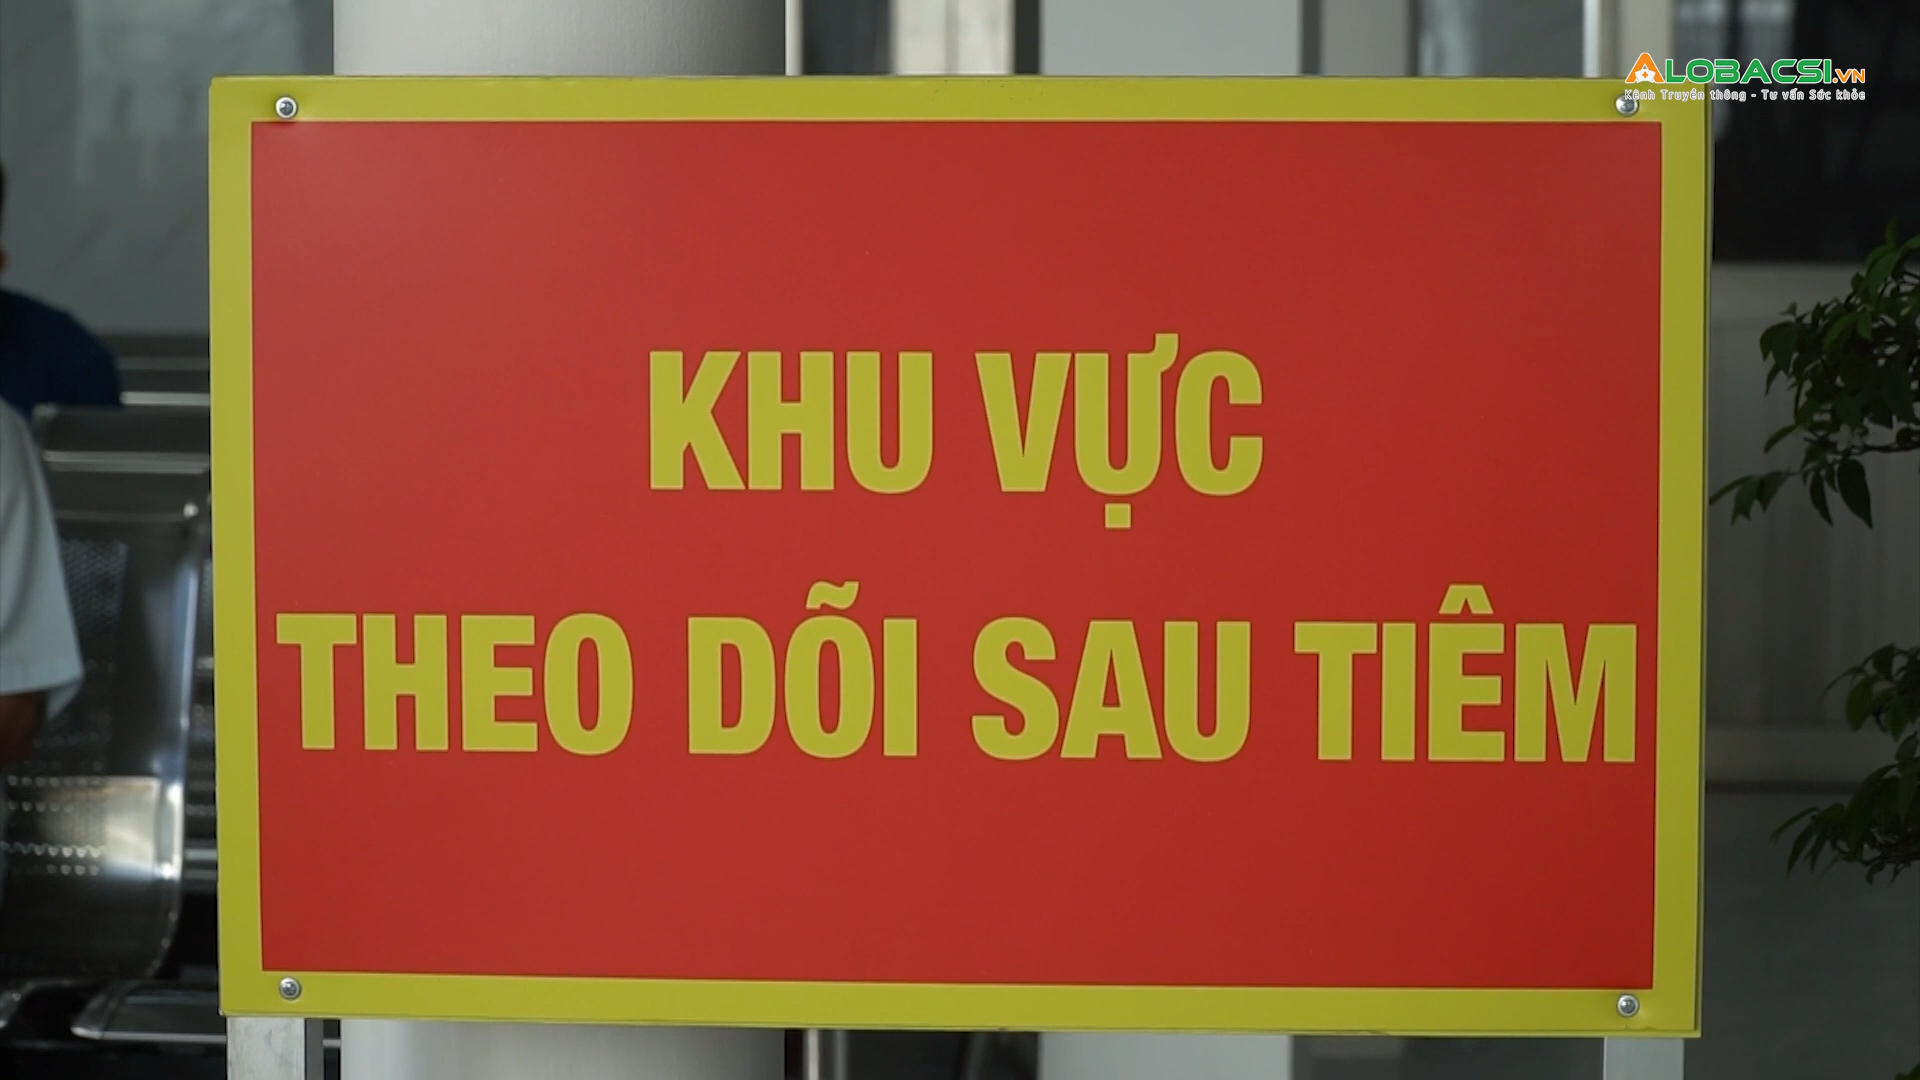 ALOBACSI.VN
Kênh Truyền thông - Tư vấn Sức khỏe
KHU VỰC
THEO DÕI SAU TIÊM